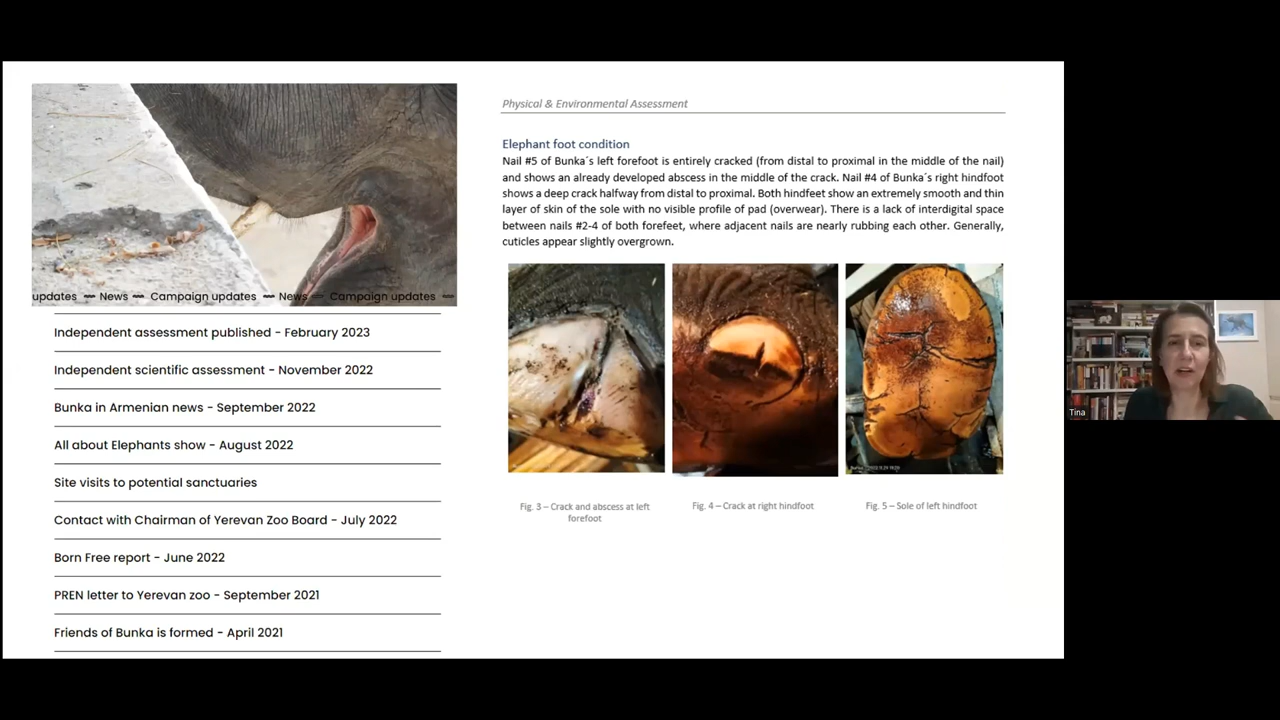 updates News Campaign updates News Campaign updates
Independent assessment published - February 2023
Independent scientific assessment - November 2022
Bunka in Armenian news - September 2022
All about Elephants show - August 2022
Site visits to potential sanctuaries
Contact with Chairman of Yerevan Zoo Board - July 2022
Born Free report - June 2022
PREN letter to Yerevan zoo - September 2021
Friends of Bunka is formed - April 2021
Physical & Environmental Assessment
Elephant foot condition
Nail #5 of Bunka´s left forefoot is entirely cracked (from distal to proximal in the middle of the nail)
and shows an already developed abscess in the middle of the crack. Nail #4 of Bunka´s right hindfoot
shows a deep crack halfway from distal to proximal. Both hindfeet show an extremely smooth and thin
layer of skin of the sole with no visible profile of pad (overwear). There is a lack of interdigital space
between nails #2-4 of both forefeet, where adjacent nails are nearly rubbing each other. Generally,
cuticles appear slightly overgrown.
Fig. 3 – Crack and abscess at left
forefoot
Fig. 4 – Crack at right hindfoot
Fig. 5 – Sole of left hindfoot
Tina